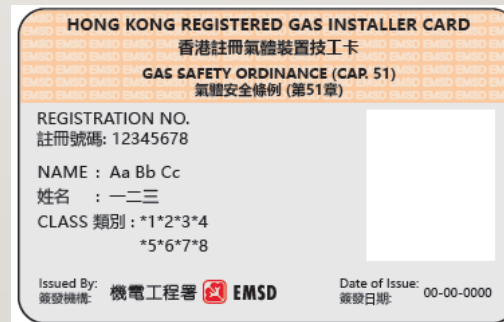 HONG KONG REGISTERED GAS INSTALLER CARD
香港註冊氣體裝置技工卡
GAS SAFETY ORDINANCE (CAP. 51)
氣體安全條例 (第51章)
REGISTRATION NO.
註冊號碼: 12345678
NAME : Aa Bb Cc
姓名 : 一二三
CLASS 類別 : *1*2*3*4
*5*6*7*8
Issued By:
簽發機構: 機電工程署 EMSD
Date of Issue:
簽發日期: 00-00-0000